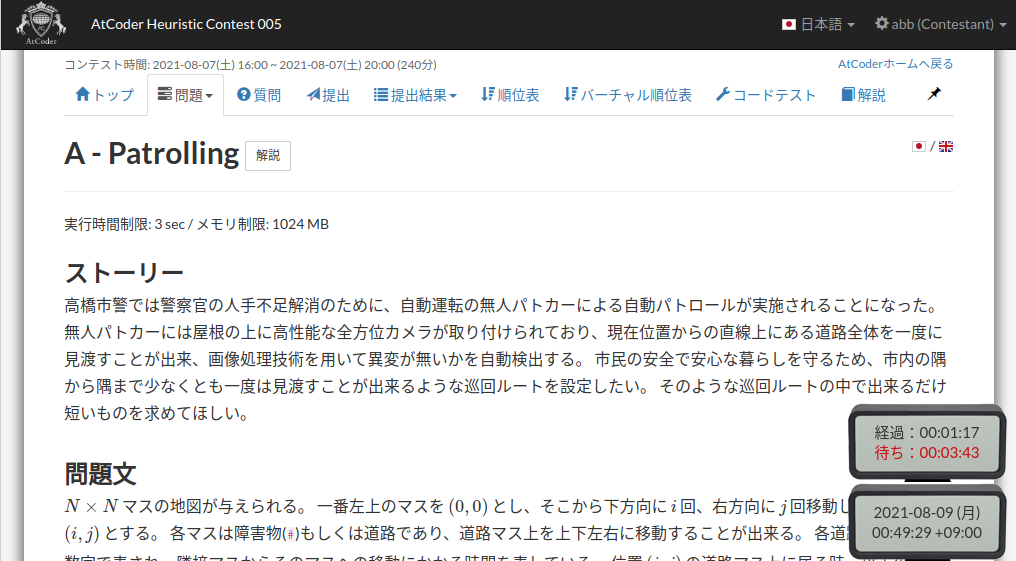 AtCoder
AtCoder Heuristic Contest 005
日本語
abb (Contestant)
コンテスト時間: 2021-08-07(土) 16:00 ~ 2021-08-07(土) 20:00 (240分)
AtCoderホームへ戻る
トップ
問題
質問
提出
提出結果
順位表
バーチャル順位表
コードテスト
解説
A - Patrolling
解説
/
実行時間制限: 3 sec / メモリ制限: 1024 MB
ストーリー
高橋市警では警察官の人手不足解消のために、自動運転の無人パトカーによる自動パトロールが実施されることになった。
無人パトカーには屋根の上に高性能な全方位カメラが取り付けられており、現在位置からの直線上にある道路全体を一度に
見渡すことが出来、画像処理技術を用いて異変が無いかを自動検出する。 市民の安全で安心な暮らしを守るため、市内の隅
から隅まで少なくとも一度は見渡すことが出来るような巡回ルートを設定したい。 そのような巡回ルートの中で出来るだけ
短いものを求めてほしい。
経過：00:01:17
待ち：00:03:43
問題文
N × N マスの地図が与えられる。 一番左上のマスを (0, 0) とし、そこから下方向に i 回、右方向に j 回移動し
(i, j) とする。 各マスは障害物(#)もしくは道路であり、道路マス上を上下左右に移動することが出来る。 各道
2021-08-09 (月)
00:49:29 +09:00